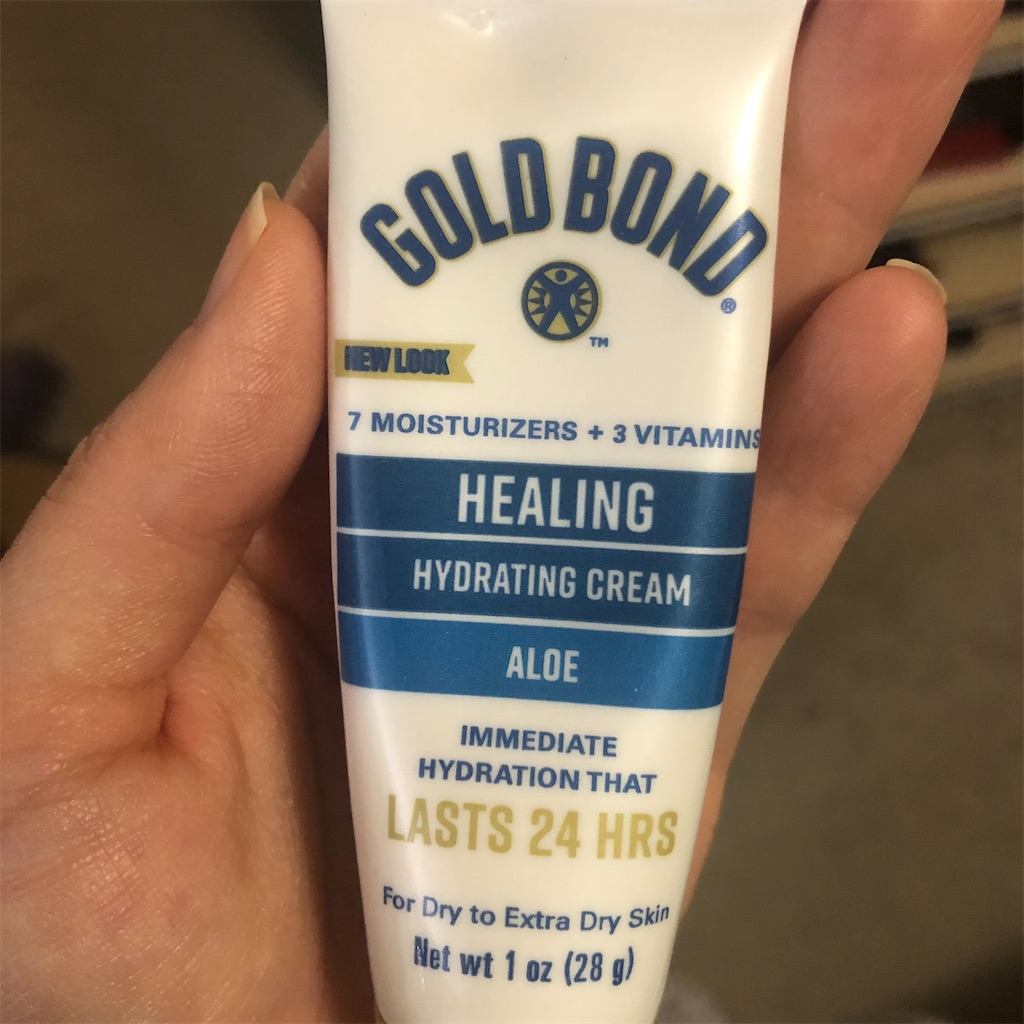 GOLD BOND®
™
NEW LOOK
7 MOISTURIZERS + 3 VITAMINS
HEALING
HYDRATING CREAM
ALOE
IMMEDIATE
HYDRATION THAT
LASTS 24 HRS
For Dry to Extra Dry Skin
Net wt 1 oz (28 g)